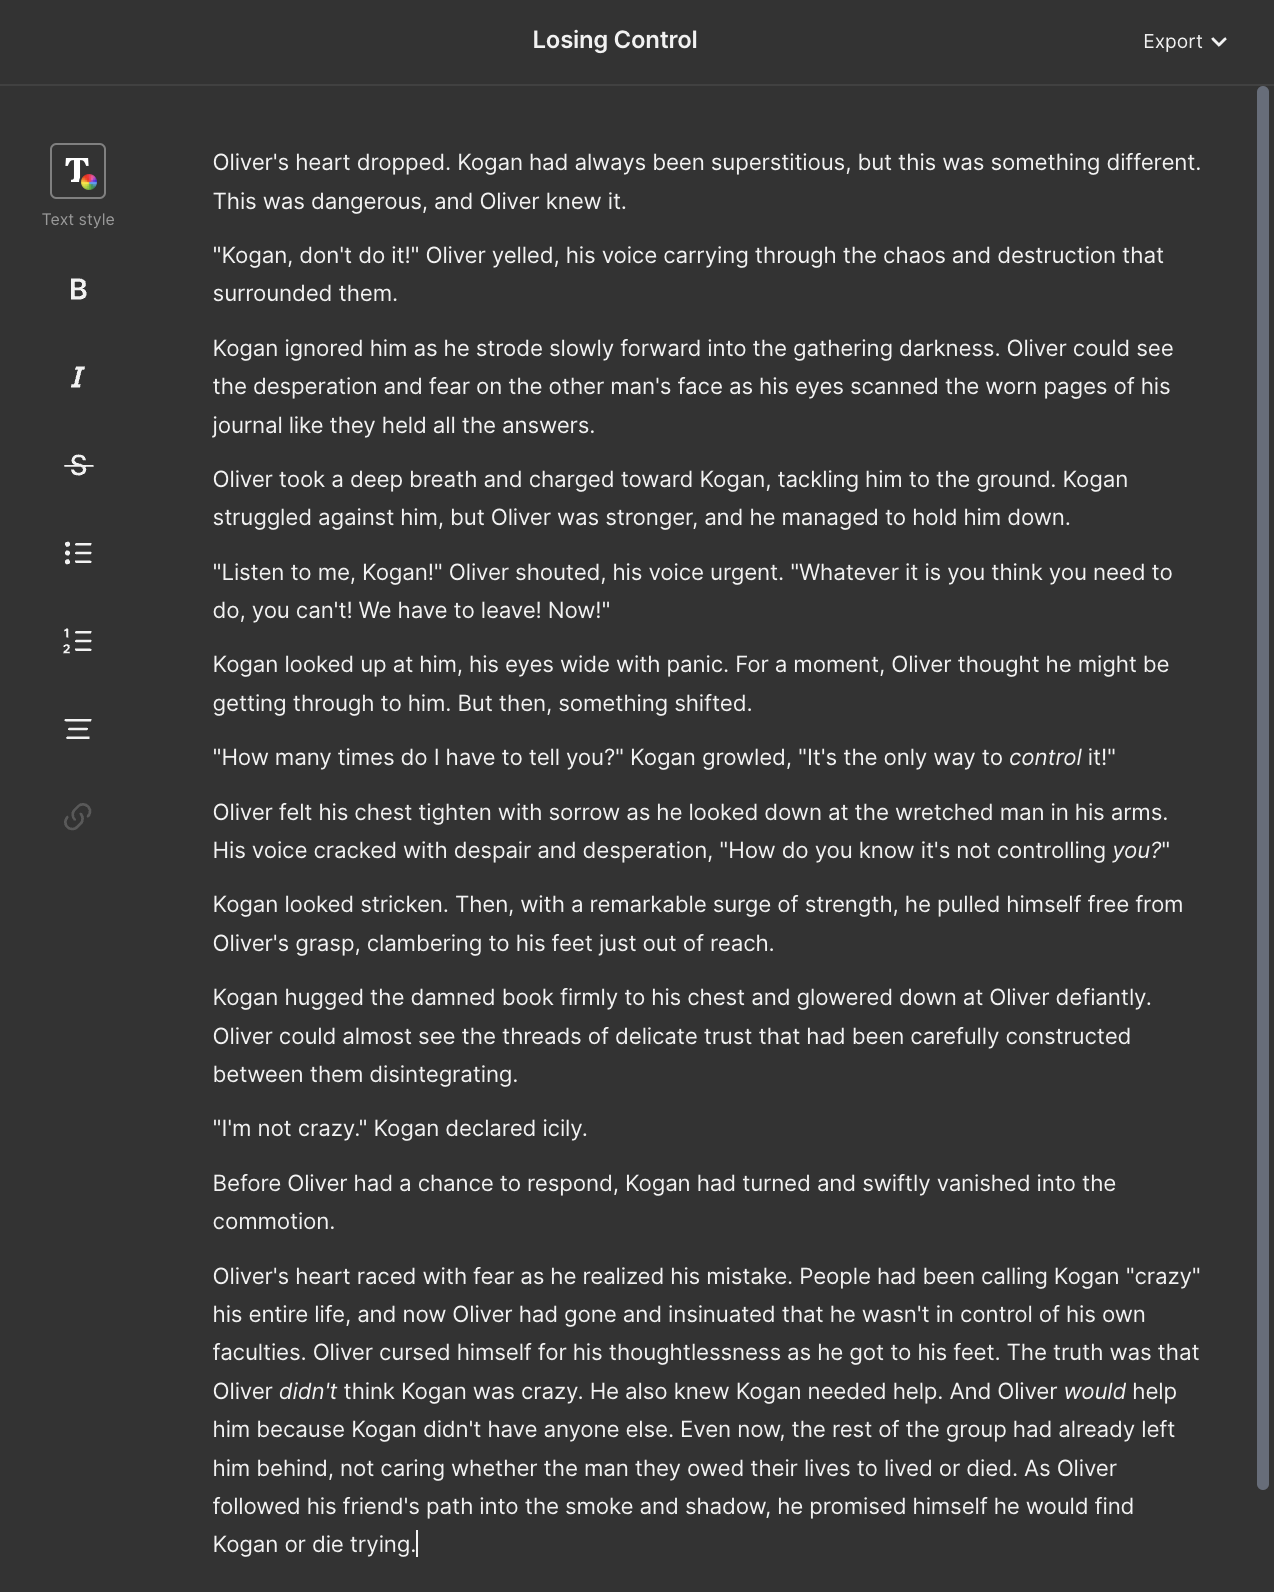 Losing Control
Export
Text style
B
I
S
1
2
Oliver's heart dropped. Kogan had always been superstitious, but this was something different.
This was dangerous, and Oliver knew it.
"Kogan, don't do it!" Oliver yelled, his voice carrying through the chaos and destruction that
surrounded them.
Kogan ignored him as he strode slowly forward into the gathering darkness. Oliver could see
the desperation and fear on the other man's face as his eyes scanned the worn pages of his
journal like they held all the answers.
Oliver took a deep breath and charged toward Kogan, tackling him to the ground. Kogan
struggled against him, but Oliver was stronger, and he managed to hold him down.
"Listen to me, Kogan!" Oliver shouted, his voice urgent. "Whatever it is you think you need to
do, you can't! We have to leave! Now!"
Kogan looked up at him, his eyes wide with panic. For a moment, Oliver thought he might be
getting through to him. But then, something shifted.
"How many times do I have to tell you?" Kogan growled, "It's the only way to control it!"
Oliver felt his chest tighten with sorrow as he looked down at the wretched man in his arms.
His voice cracked with despair and desperation, "How do you know it's not controlling you?"
Kogan looked stricken. Then, with a remarkable surge of strength, he pulled himself free from
Oliver's grasp, clambering to his feet just out of reach.
Kogan hugged the damned book firmly to his chest and glowered down at Oliver defiantly.
Oliver could almost see the threads of delicate trust that had been carefully constructed
between them disintegrating.
"I'm not crazy." Kogan declared icily.
Before Oliver had a chance to respond, Kogan had turned and swiftly vanished into the
commotion.
Oliver's heart raced with fear as he realized his mistake. People had been calling Kogan "crazy"
his entire life, and now Oliver had gone and insinuated that he wasn't in control of his own
faculties. Oliver cursed himself for his thoughtlessness as he got to his feet. The truth was that
Oliver didn't think Kogan was crazy. He also knew Kogan needed help. And Oliver would help
him because Kogan didn't have anyone else. Even now, the rest of the group had already left
him behind, not caring whether the man they owed their lives to lived or died. As Oliver
followed his friend's path into the smoke and shadow, he promised himself he would find
Kogan or die trying.